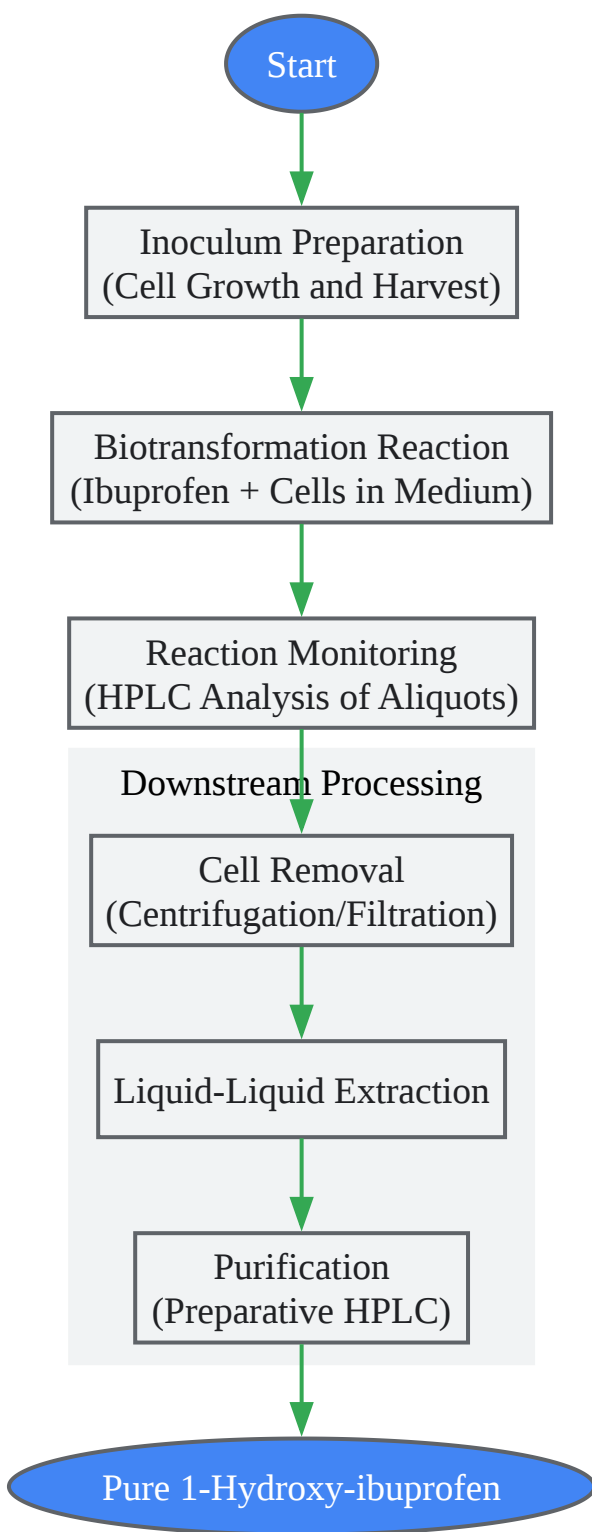 Start
Inoculum Preparation
(Cell Growth and Harvest)
Biotransformation Reaction
(Ibuprofen + Cells in Medium)
Reaction Monitoring
(HPLC Analysis of Aliquots)
Downstream Processing
Cell Removal
(Centrifugation/Filtration)
Liquid-Liquid Extraction
Purification
(Preparative HPLC)
Pure 1-Hydroxy-ibuprofen